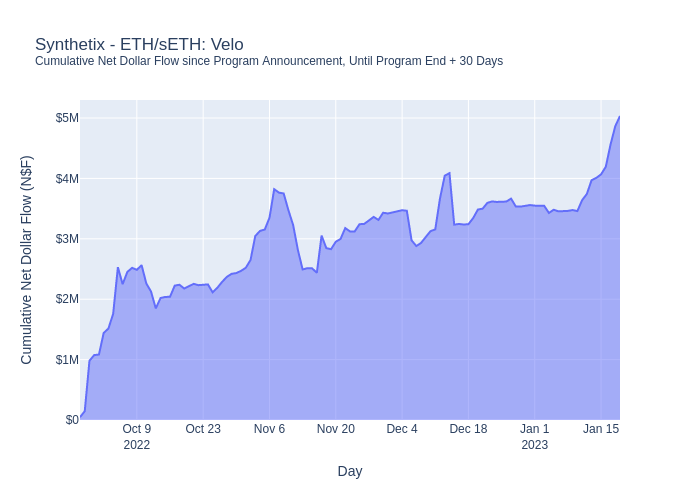 Synthetix - ETH/sETH: Velo
Cumulative Net Dollar Flow since Program Announcement, Until Program End + 30 Days
Cumulative Net Dollar Flow (N$F)
$5M
$4M
$3M
$2M
$1M
$0
Oct 9
2022
Oct 23
Nov 6
Nov 20
Dec 4
Dec 18
Jan 1
2023
Jan 15
Day